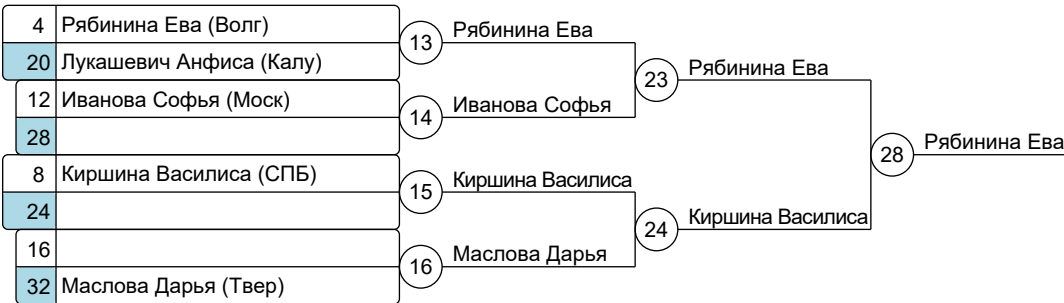 4 Рябинина Ева (Волг)
20 Лукашевич Анфиса (Калу)
12 Иванова Софья (Моск)
28
8 Киршина Василиса (СПБ)
24
16
32 Маслова Дарья (Твер)
13 Рябинина Ева
14 Иванова Софья
15 Киршина Василиса
16 Маслова Дарья
23 Рябинина Ева
24 Киршина Василиса
28 Рябинина Ева